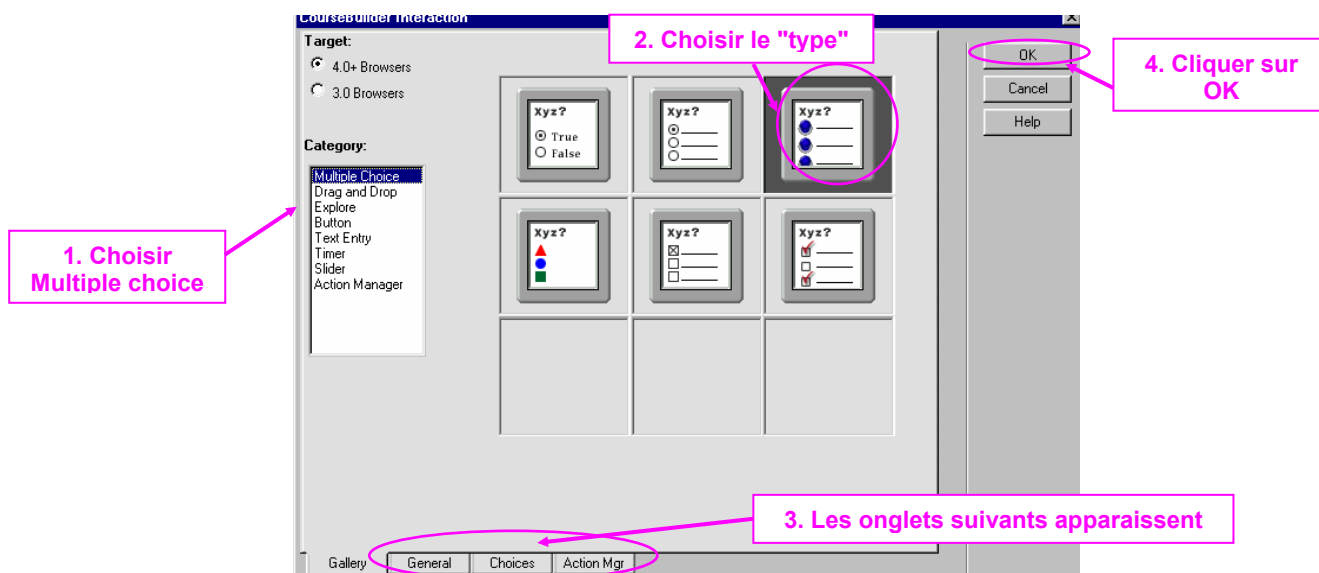 CourseBuilder Interaction
Target:
4.0+ Browsers
3.0 Browsers
Category:
Multiple Choice
Drag and Drop
Explore
Button
Text Entry
Timer
Slider
Action Manager
1. Choisir
Multiple choice
2. Choisir le "type"
Xyz?
True
False
Xyz?
Xyz?
Xyz?
Xyz?
Xyz?
OK
Cancel
Help
4. Cliquer sur
OK
3. Les onglets suivants apparaissent
Gallery
General
Choices
Action Mgr